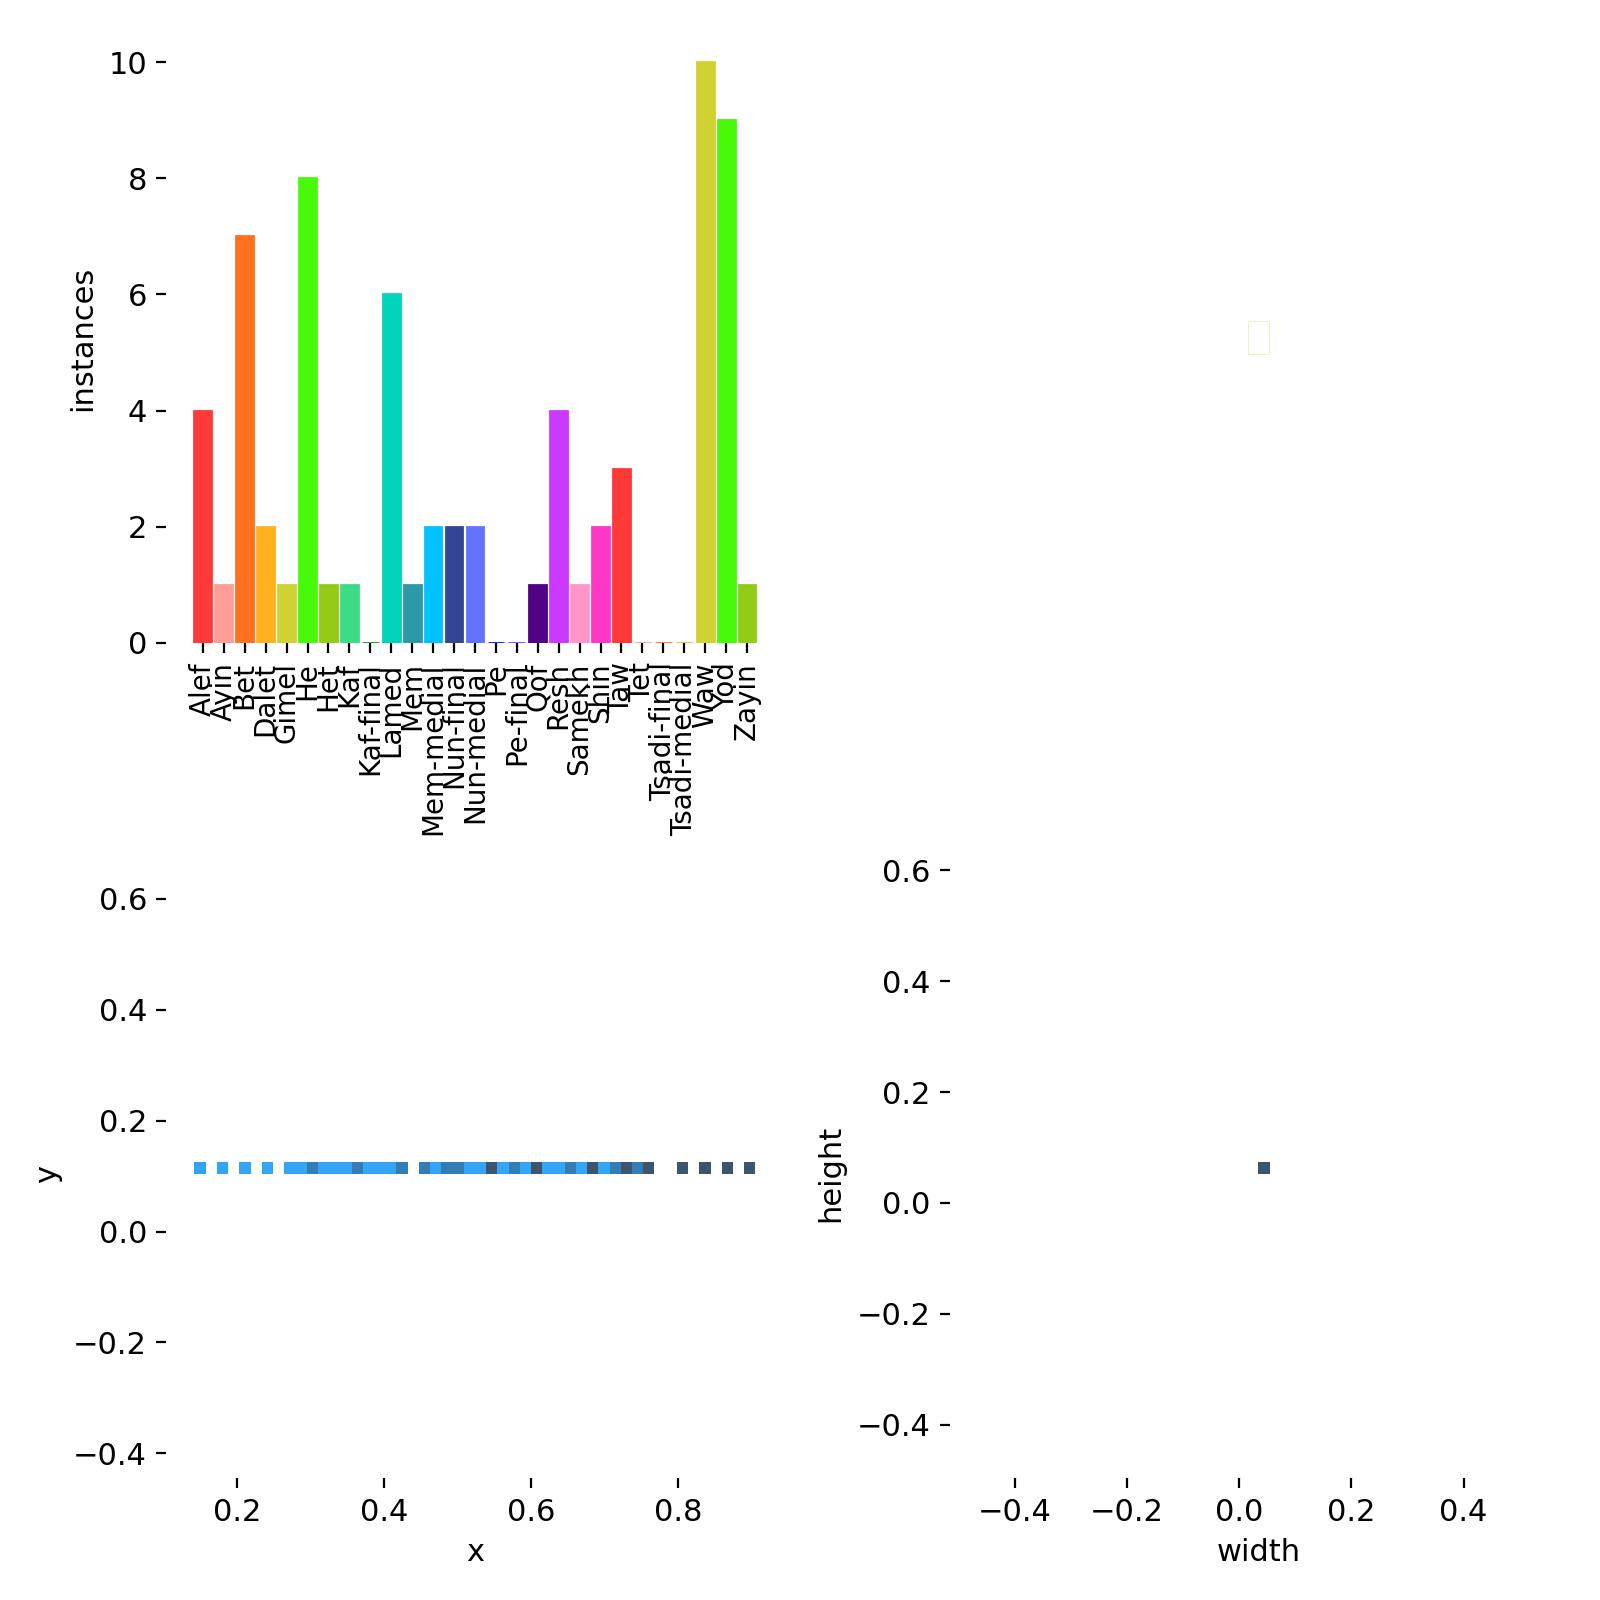 10
8
6
4
2
0
instances
Alef
Ayin
Bet
Dalet
Gimel
He
Het
Kaf
Kaf-final
Lamed
Mem
Mem-medial
Nun-final
Nun-medial
Pe
Pe-final
Qof
Resh
Samekh
Shin
Taw
Tet
Tsadi-final
Tsadi-medial
Waw
Yod
Zayin
0.6
0.4
0.2
0.0
−0.2
−0.4
y
0.2 0.4 0.6 0.8
x
0.6
0.4
0.2
0.0
−0.2
−0.4
height
−0.4 −0.2 0.0 0.2 0.4
width